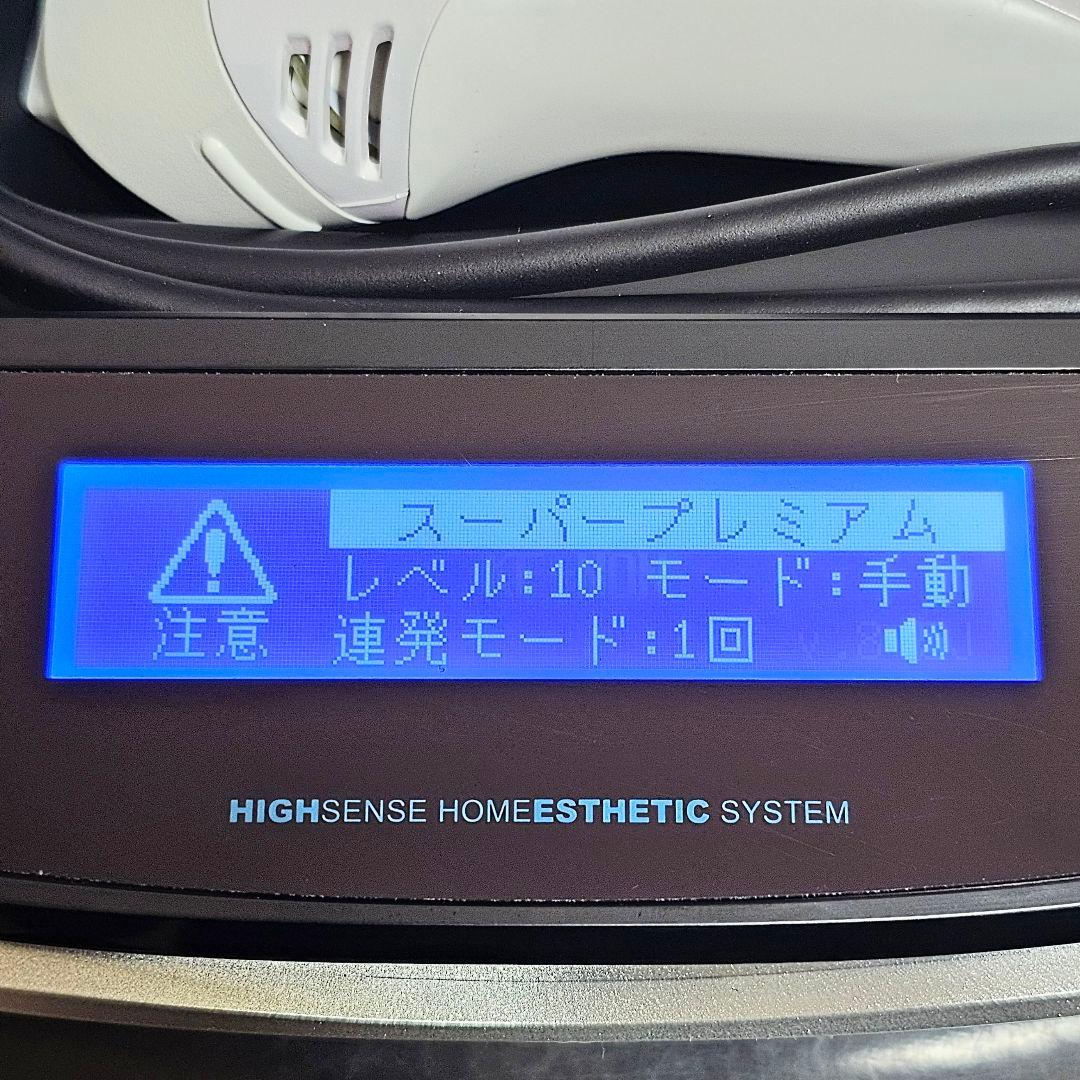 スーパープレミアム
レベル:10 モード:手動
注意 連発モード:1回
HIGHSENSE HOMEESTHETIC SYSTEM